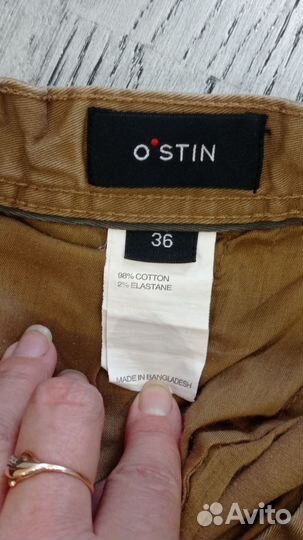 O'STIN
36
98% COTTON
2% ELASTANE
MADE IN BANGLADESH
Avito